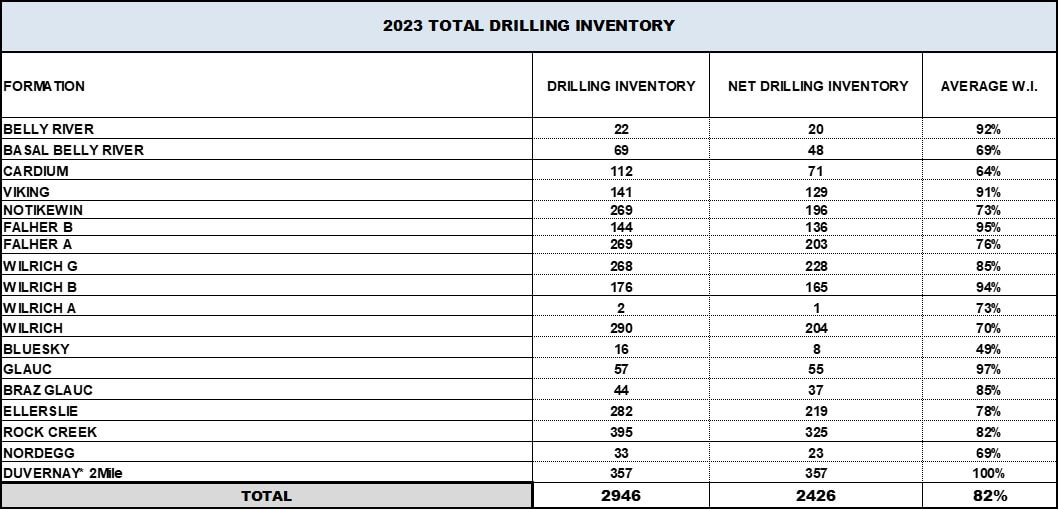 2023 TOTAL DRILLING INVENTORY
FORMATION DRILLING INVENTORY NET DRILLING INVENTORY AVERAGE W.I.
BELLY RIVER 22 20 92%
BASAL BELLY RIVER 69 48 69%
CARDIUM 112 71 64%
VIKING 141 129 91%
NOTIKEWIN 269 196 73%
FALHER B 144 136 95%
FALHER A 269 203 76%
WILRICH G 268 228 85%
WILRICH B 176 165 94%
WILRICH A 2 1 73%
WILRICH 290 204 70%
BLUESKY 16 8 49%
GLAUC 57 55 97%
BRAZ GLAUC 44 37 85%
ELLERSLIE 282 219 78%
ROCK CREEK 395 325 82%
NORDEGG 33 23 69%
DUVERNAY* 2Mile 357 357 100%
TOTAL 2946 2426 82%